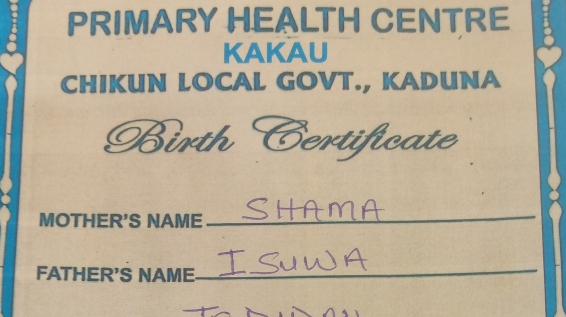 PRIMARY HEALTH CENTRE
KAKAU
CHIKUN LOCAL GOVT., KADUNA
Birth Certificate
MOTHER'S NAME SHAMA
FATHER'S NAME ISUWA